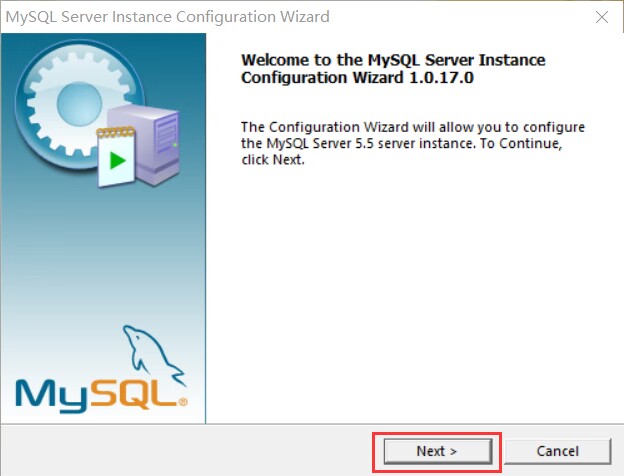 MySQL Server Instance Configuration Wizard
Welcome to the MySQL Server Instance
Configuration Wizard 1.0.17.0
The Configuration Wizard will allow you to configure
the MySQL Server 5.5 server instance. To Continue,
click Next.
MySQL®
Next >
Cancel